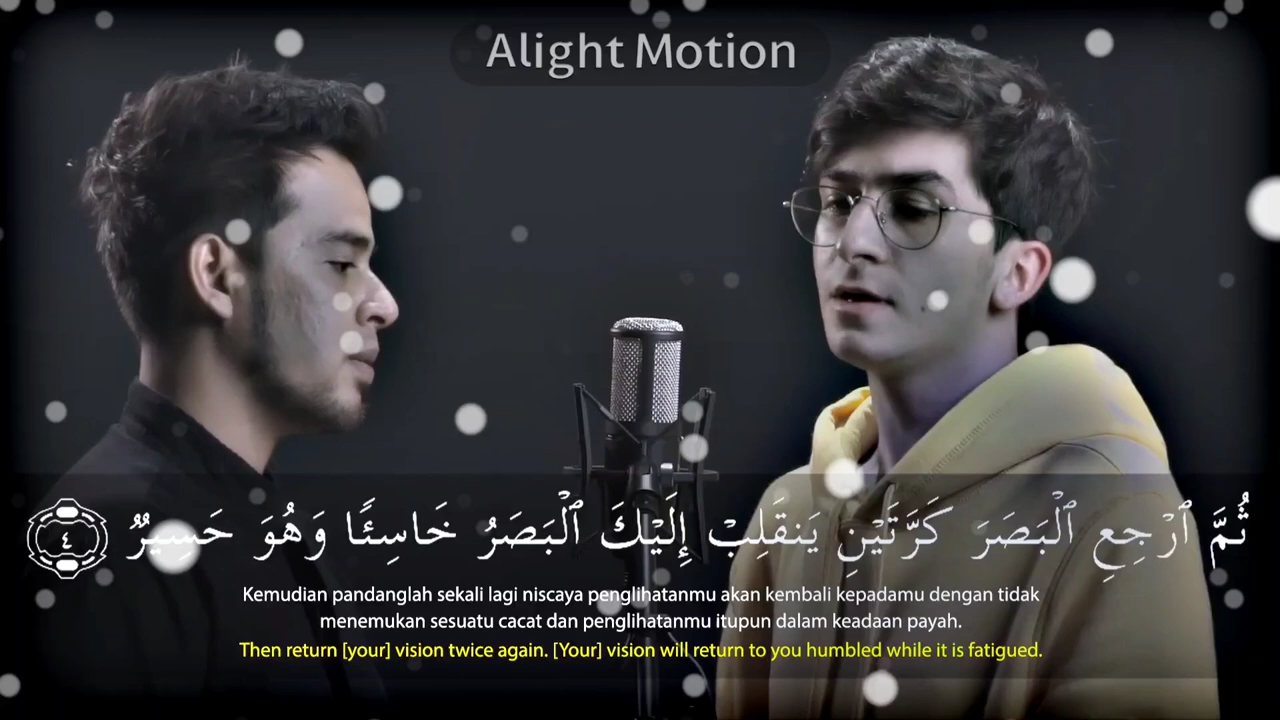 Alight Motion
ثُمَّ ٱرْجِعِ ٱلْبَصَرَ كَرَّتَيْنِ يَنقَلِبْ إِلَيْكَ ٱلْبَصَرُ خَاسِئًا وَهُوَ حَسِيرٌ ٤
Kemudian pandanglah sekali lagi niscaya penglihatanmu akan kembali kepadamu dengan tidak
menemukan sesuatu cacat dan penglihatanmu itupun dalam keadaan payah.
Then return [your] vision twice again. [Your] vision will return to you humbled while it is fatigued.